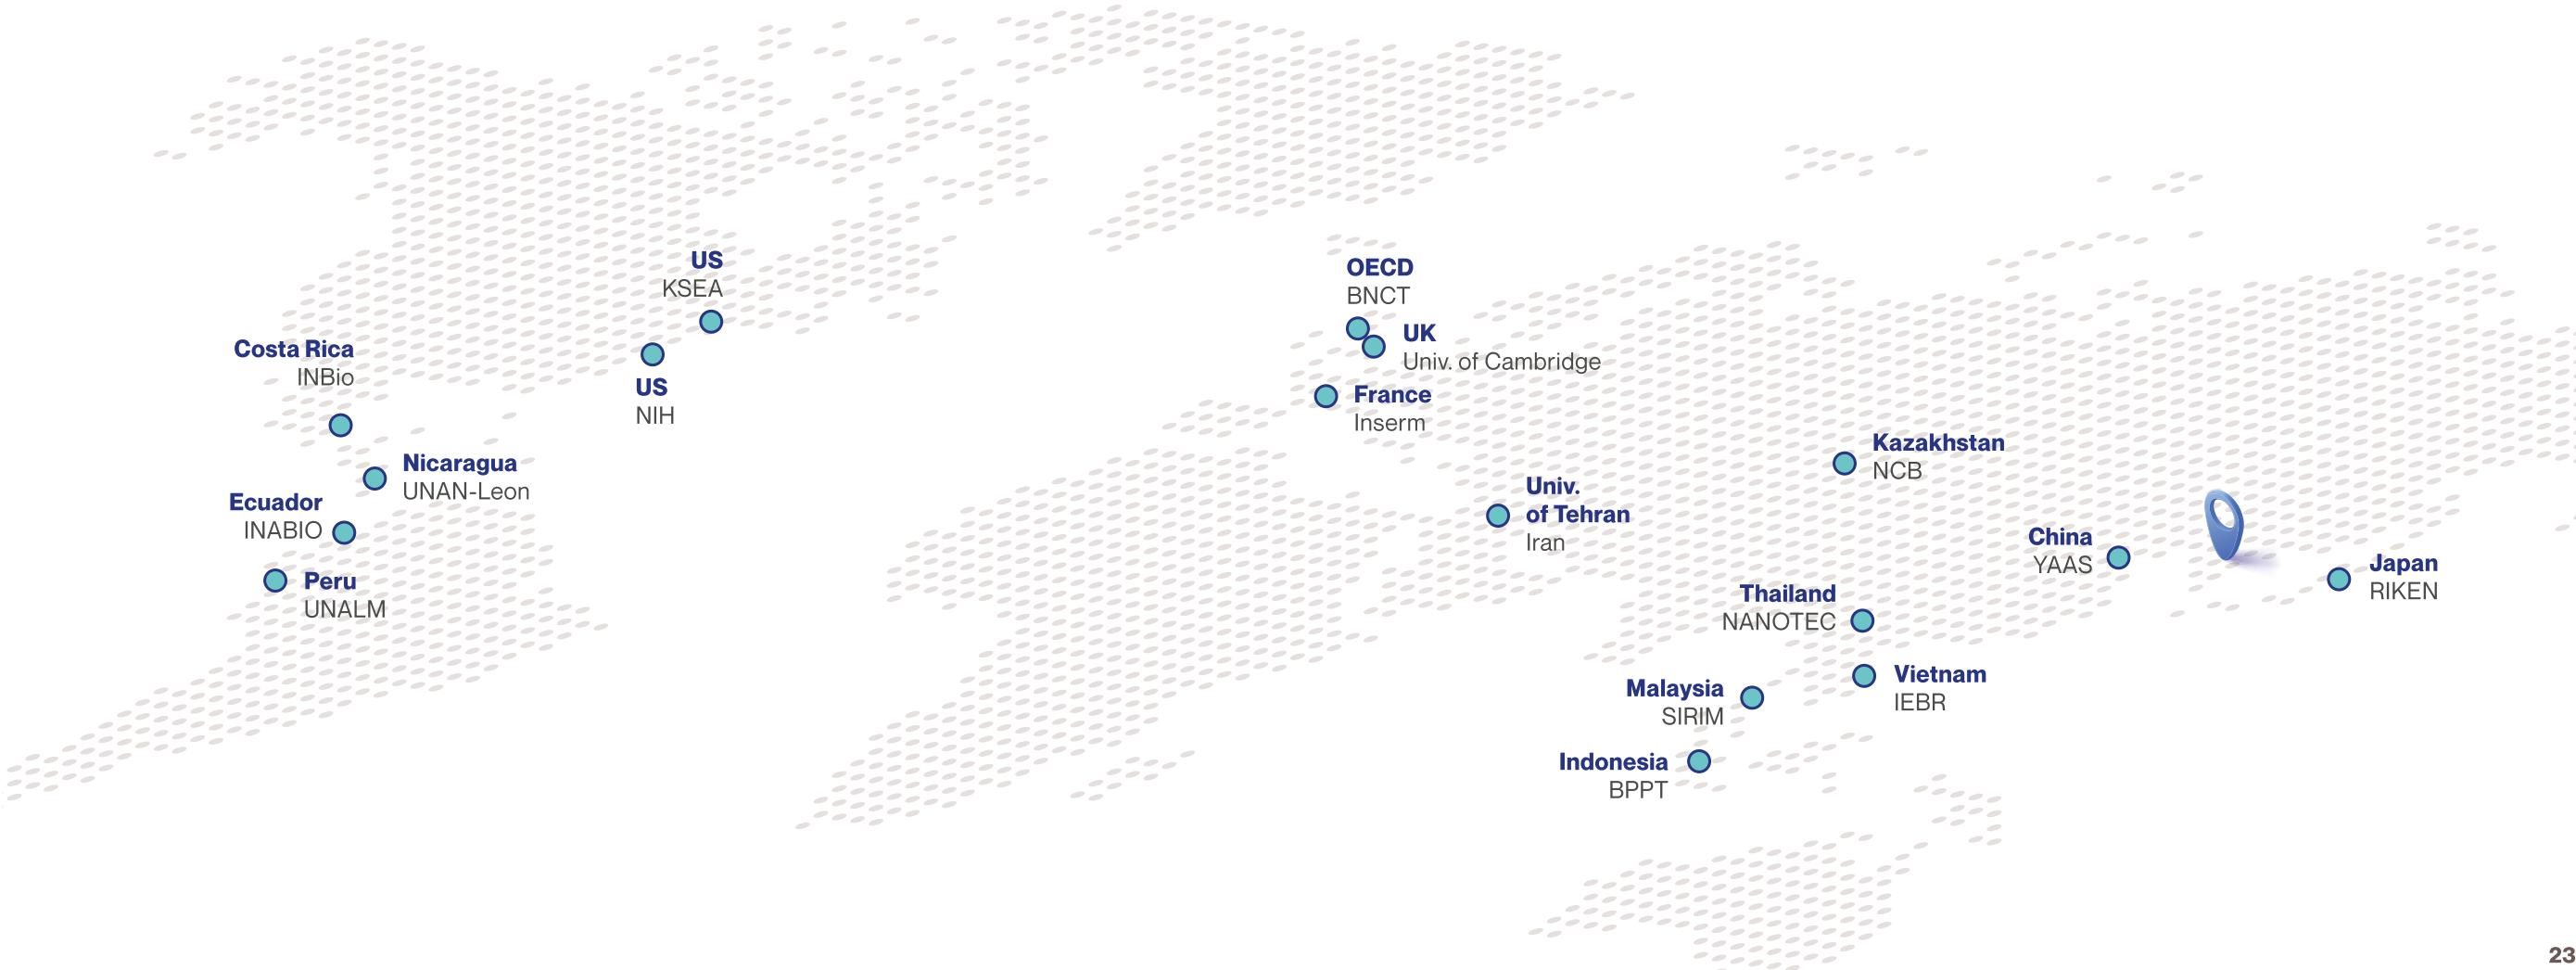 US
KSEA
OECD
BNCT
UK
Univ. of Cambridge
Costa Rica
INBio
US
NIH
France
Inserm
Nicaragua
UNAN-Leon
Kazakhstan
NCB
Ecuador
INABIO
Univ.
of Tehran
Iran
China
YAAS
Japan
RIKEN
Peru
UNALM
Thailand
NANOTEC
Vietnam
IEBR
Malaysia
SIRIM
Indonesia
BPPT
23